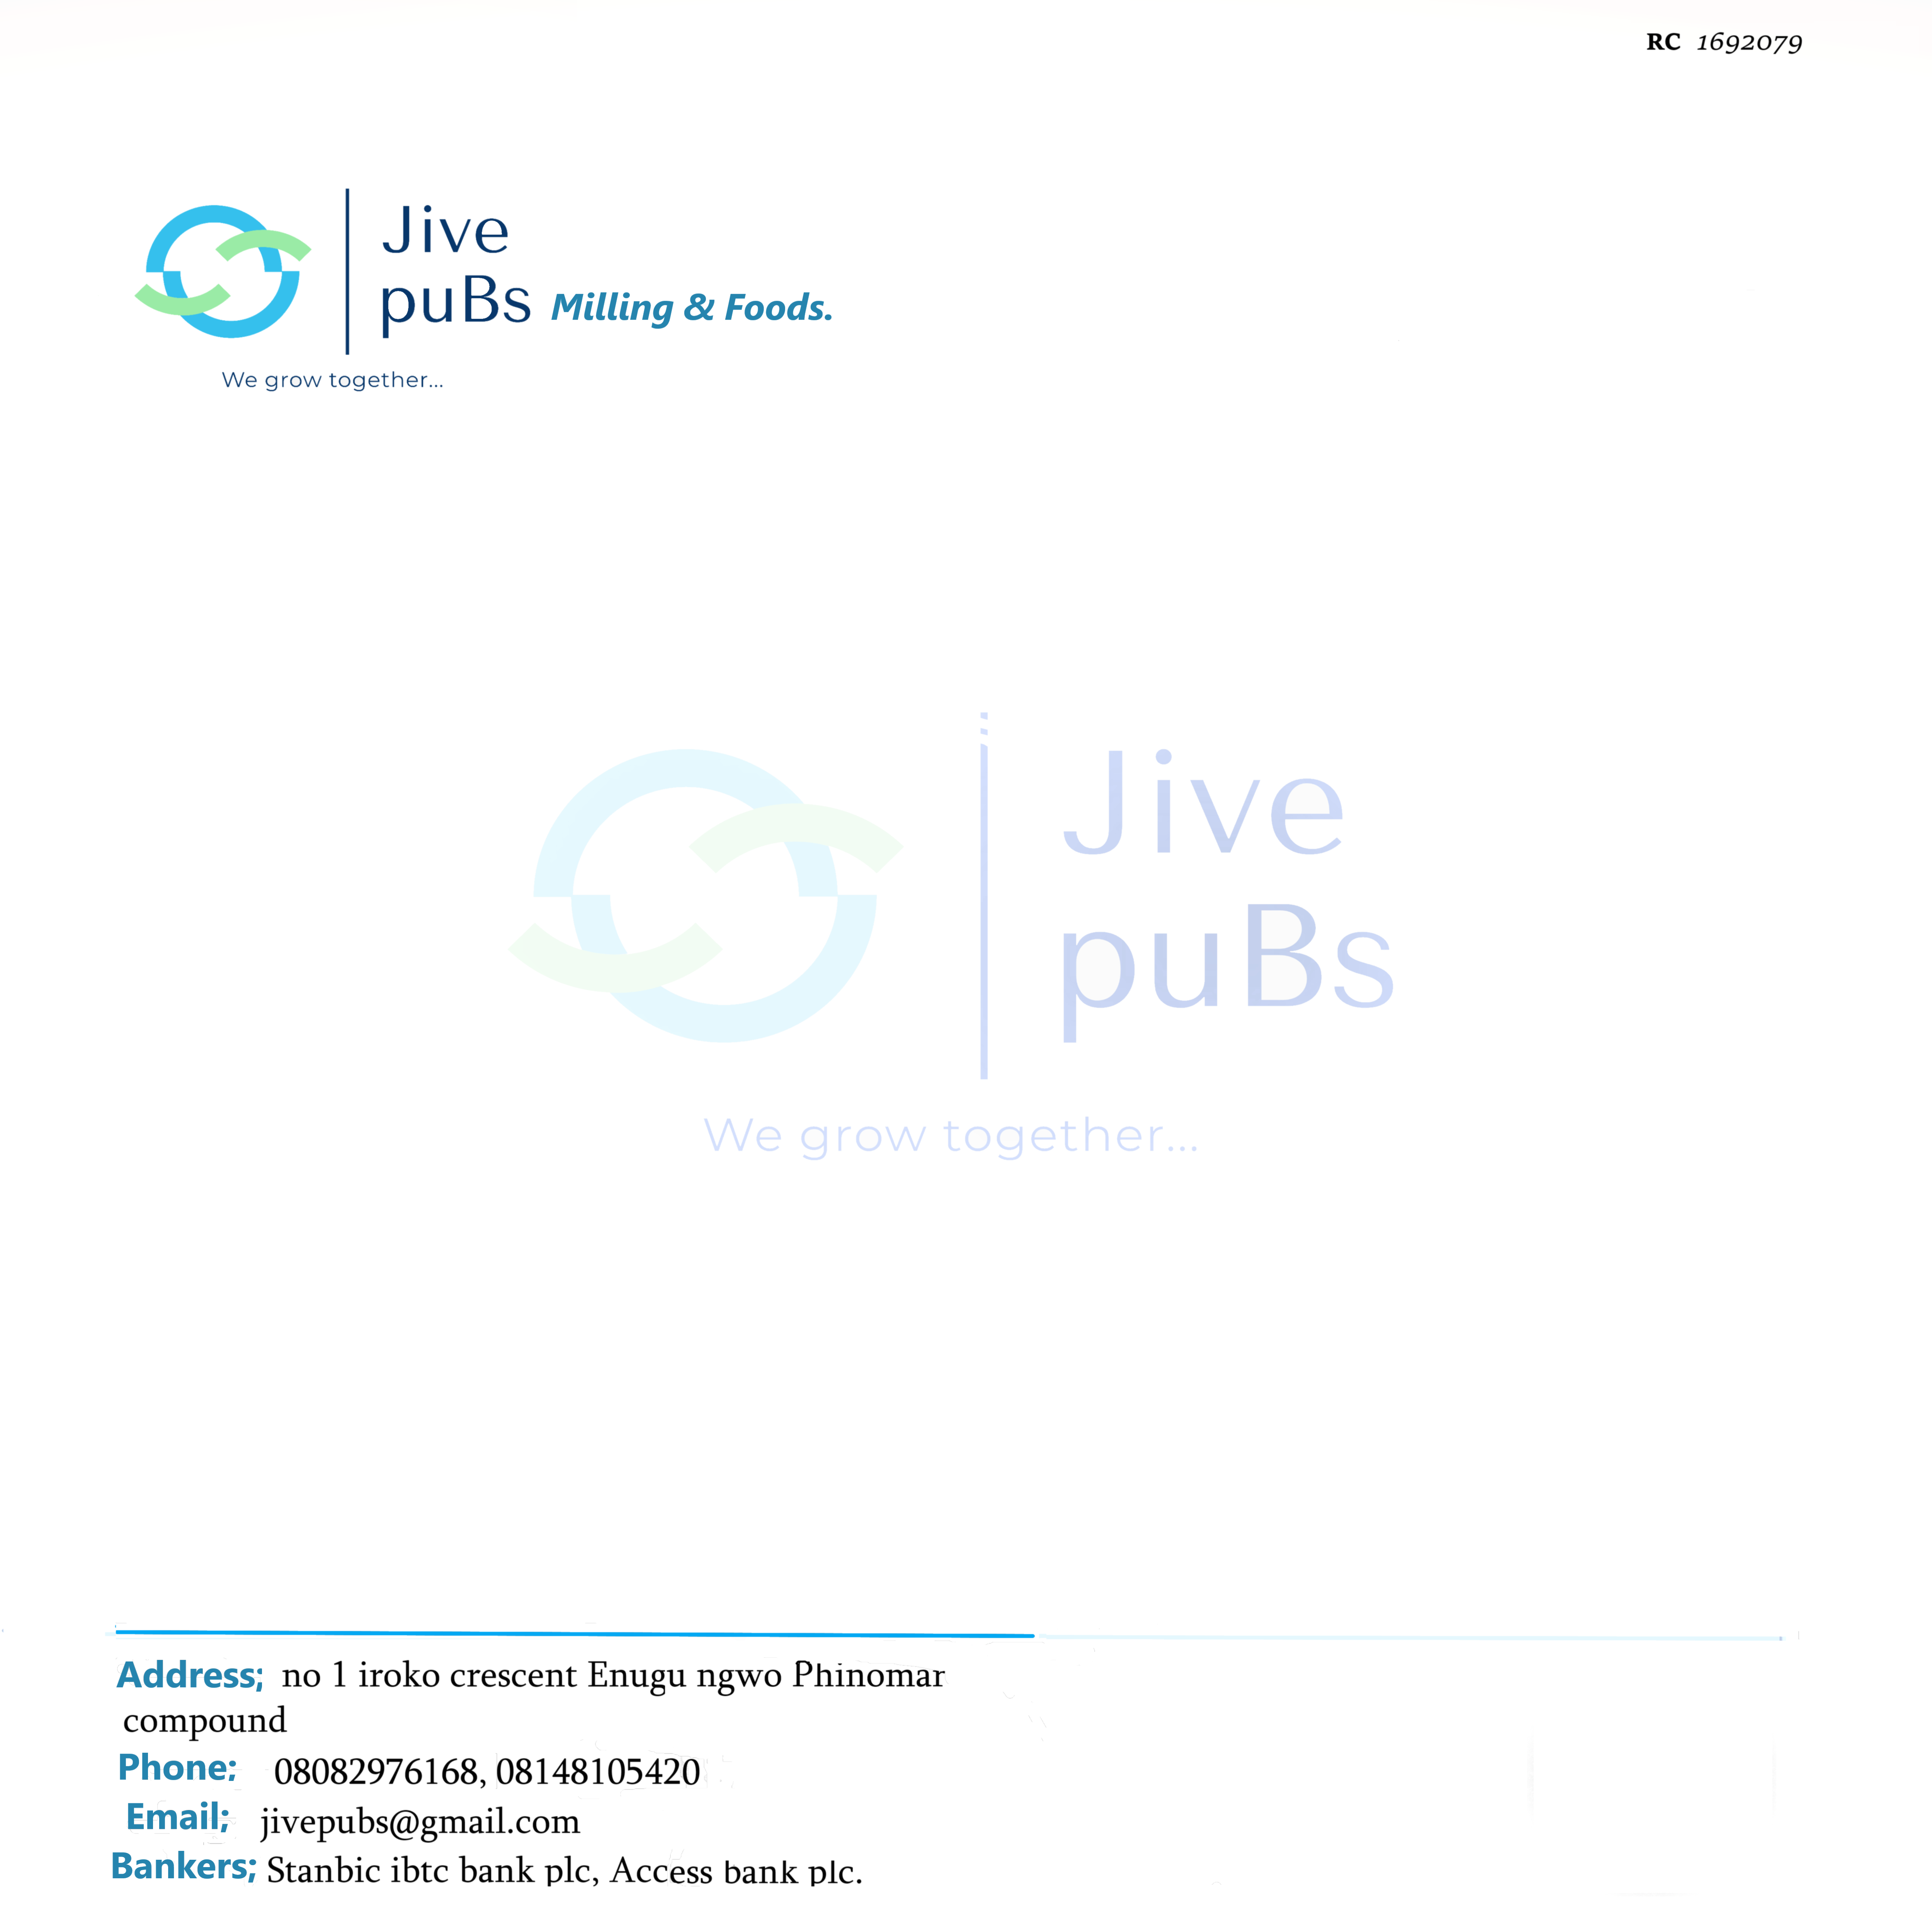 RC 1692079
Jive
puBs Milling & Foods.
We grow together...
Jive
puBs
We grow together...
Address; no 1 iroko crescent Enugu ngwo Phinomar
compound
Phone; 08082976168, 08148105420
Email; jivepubs@gmail.com
Bankers; Stanbic ibtc bank plc, Access bank plc.